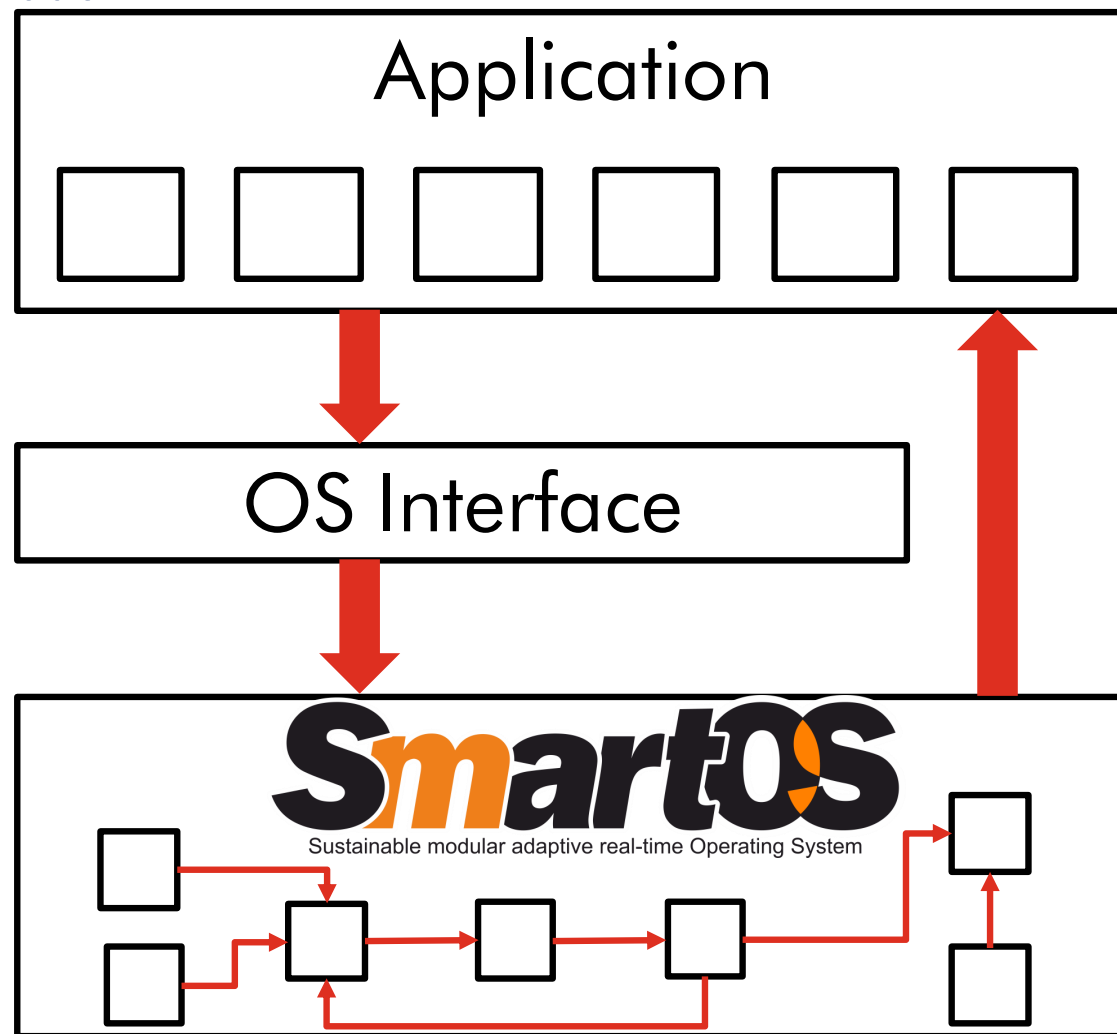 Application
OS Interface
SmartOS
Sustainable modular adaptive real-time Operating System